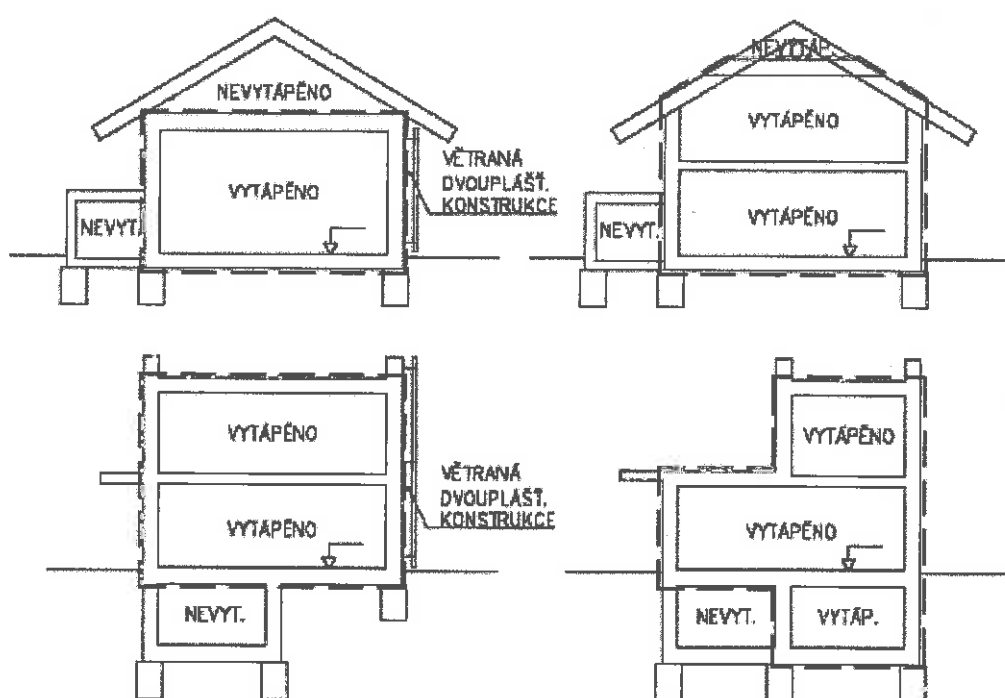 NEVYTÁPĚNO
VYTÁPĚNO
NEVYT.
VĚTRANÁ
DVOUPLÁŠŤ.
KONSTRUKCE
NEVYTÁP.
VYTÁPĚNO
VYTÁPĚNO
NEVYT.
VYTÁPĚNO
VYTÁPĚNO
NEVYT.
VĚTRANÁ
DVOUPLÁŠŤ.
KONSTRUKCE
VYTÁPĚNO
VYTÁPĚNO
NEVYT.
VYTÁP.